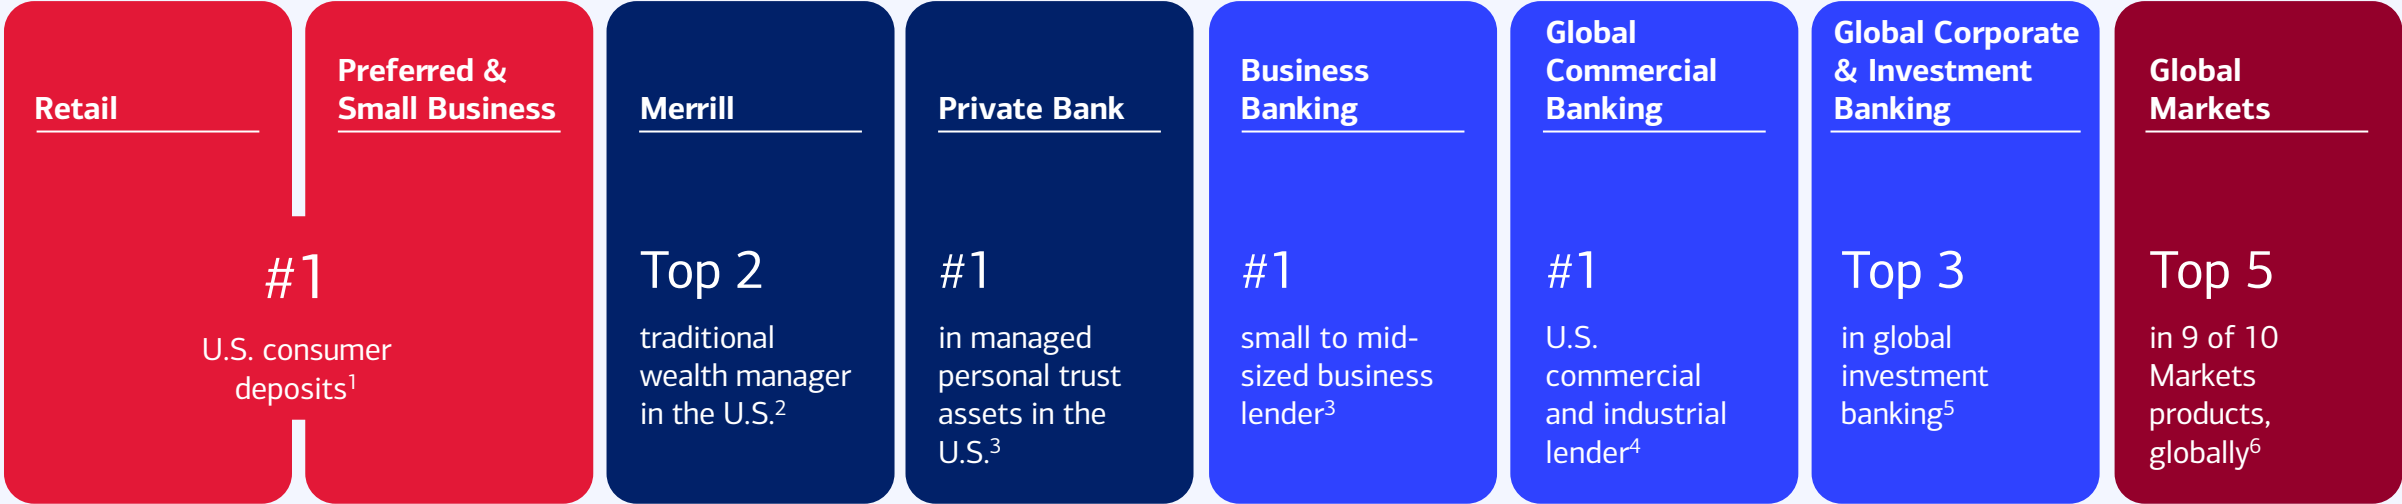 Retail
Preferred &
Small Business
#1
U.S. consumer
deposits1
Merrill
Top 2
traditional
wealth manager
in the U.S.2
Private Bank
#1
in managed
personal trust
assets in the
U.S.3
Business
Banking
#1
small to mid-
sized business
lender3
Global
Commercial
Banking
#1
U.S.
commercial
and industrial
lender4
Global Corporate
& Investment
Banking
Top 3
in global
investment
banking5
Global
Markets
Top 5
in 9 of 10
Markets
products,
globally6